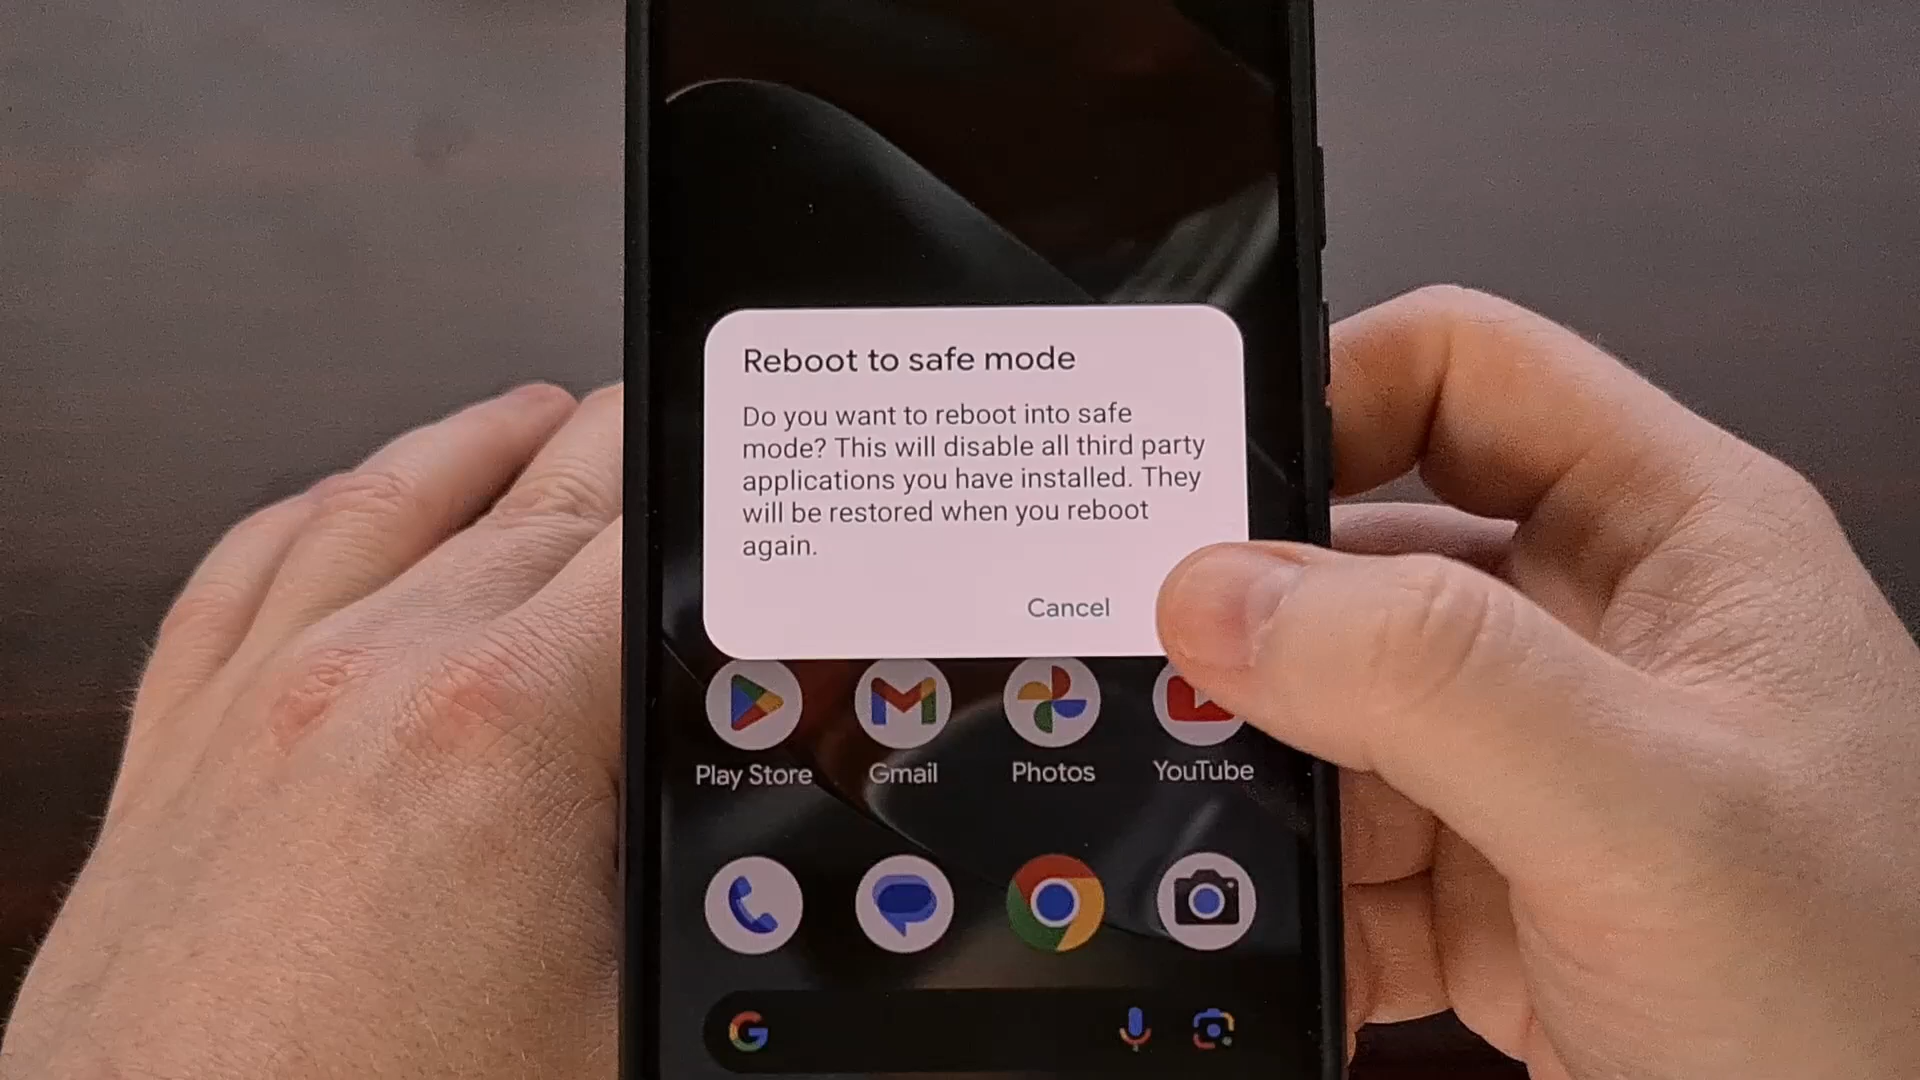 Reboot to safe mode
Do you want to reboot into safe
mode? This will disable all third party
applications you have installed. They
will be restored when you reboot
again.
Cancel
Play Store Gmail Photos YouTube